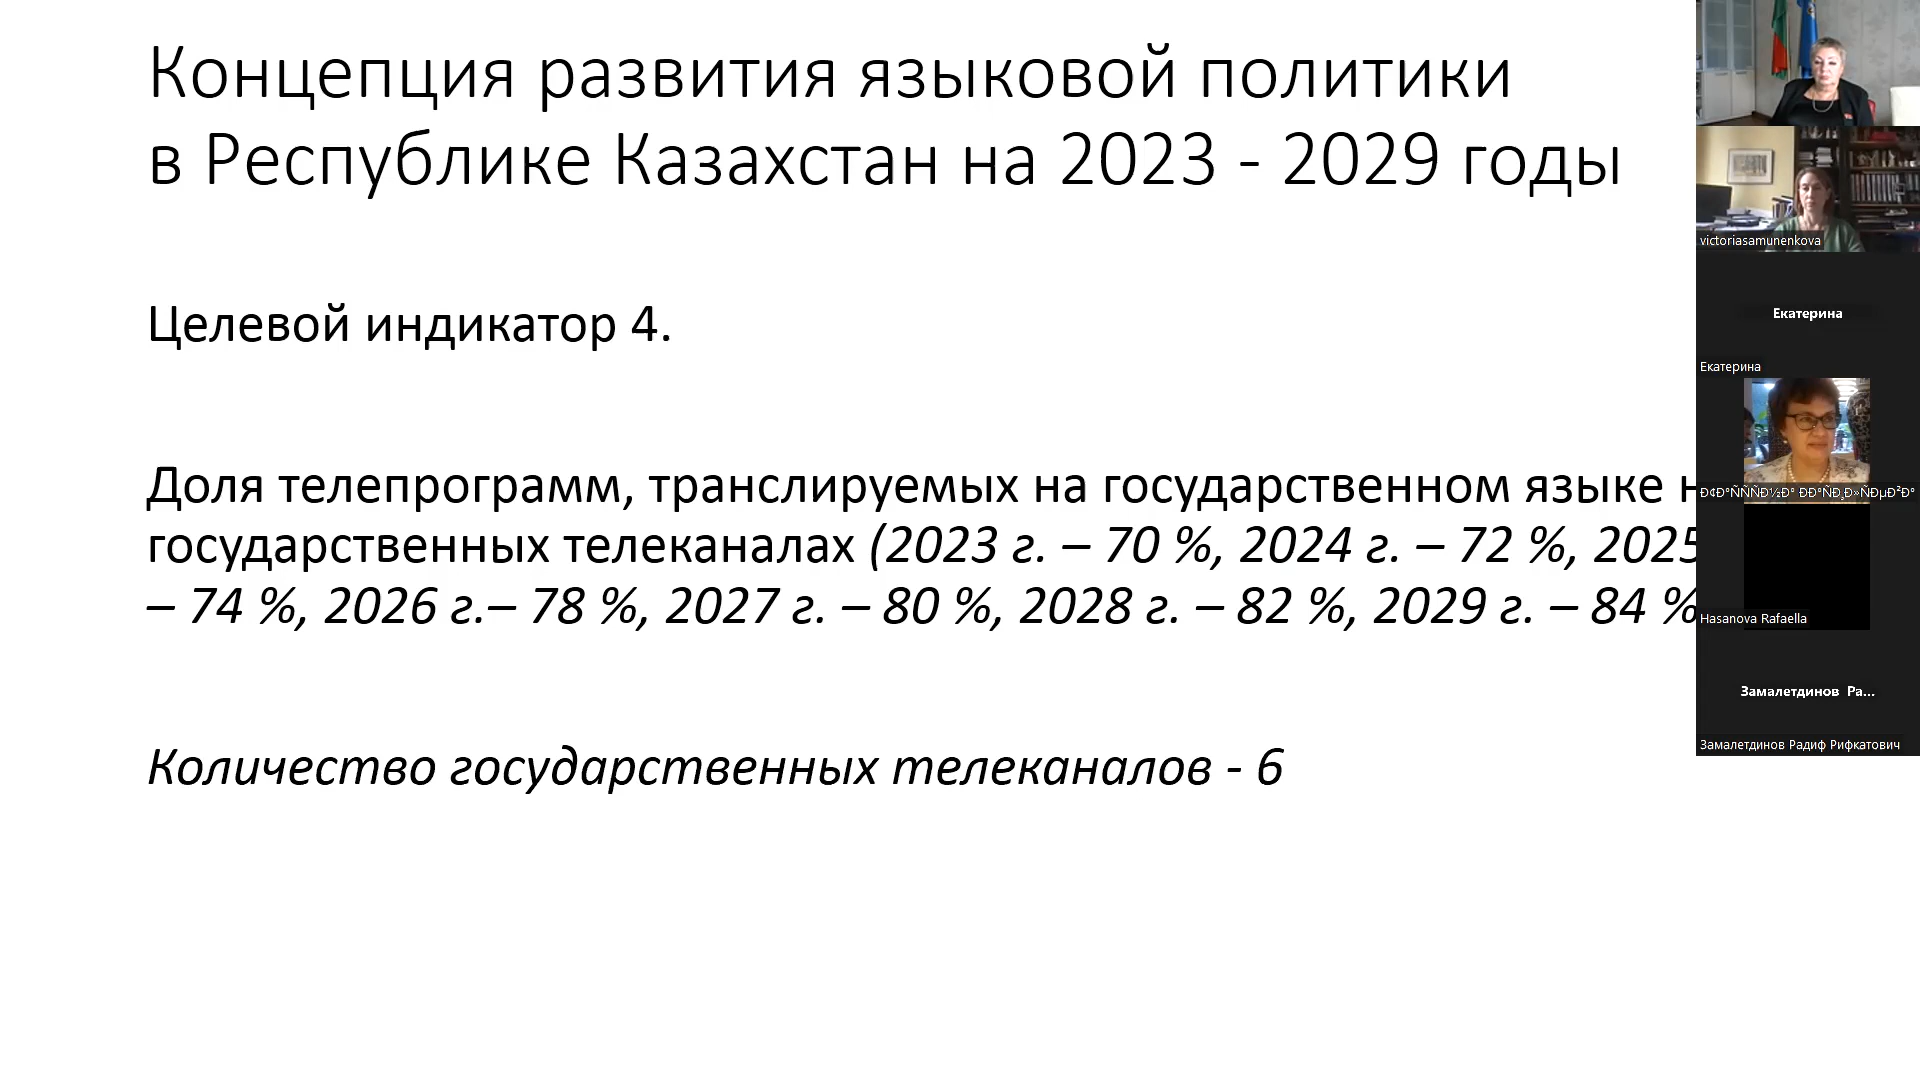 Концепция развития языковой политики
в Республике Казахстан на 2023 - 2029 годы
Целевой индикатор 4.
Доля телепрограмм, транслируемых на государственном языке
государственных телеканалах (2023 г. – 70 %, 2024 г. – 72 %, 2025
– 74 %, 2026 г.– 78 %, 2027 г. – 80 %, 2028 г. – 82 %, 2029 г. – 84 %
Количество государственных телеканалов - 6
victoriasamunenkova
Екатерина
Екатерина
Hasanova Rafaella
Замалетдинов Ра...
Замалетдинов Радиф Рифкатович